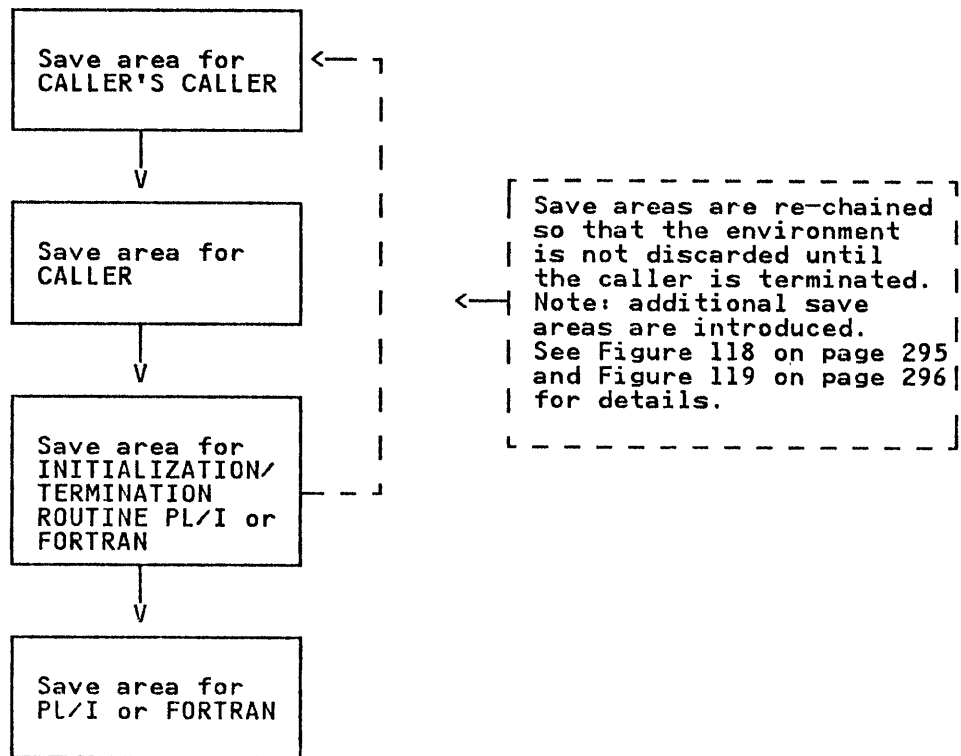 Save area for
CALLER'S CALLER
Save area for
CALLER
Save area for
INITIALIZATION/
TERMINATION
ROUTINE PL/I or
FORTRAN
Save area for
PL/I or FORTRAN
Save areas are re-chained
so that the environment
is not discarded until
the caller is terminated.
Note: additional save
areas are introduced.
See Figure 118 on page 295
and Figure 119 on page 296
for details.